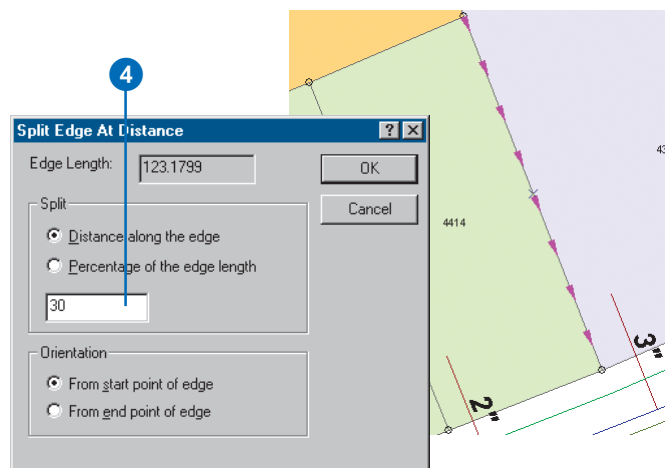 4
Split Edge At Distance
Edge Length: 123.1799
OK
Cancel
Split
Distance along the edge
Percentage of the edge length
30
Orientation
From start point of edge
From end point of edge
4414
43
2"
3"